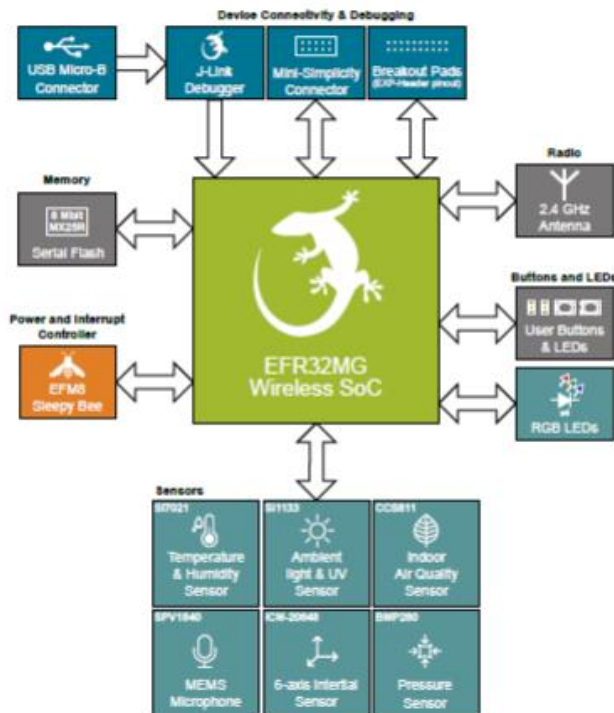 Device Connectivity & Debugging
USB Micro-B
Connector
J-Link
Debugger
Mini-Simplicity
Connector
Breakout Pads
(EXP-Header pinout)
Memory
8 Mbit
MX25R
Serial Flash
Radio
2.4 GHz
Antenna
Buttons and LEDs
User Buttons
& LEDs
Power and Interrupt
Controller
EFM8
Sleepy Bee
EFR32MG
Wireless SoC
RGB LEDs
Sensors
Si7021
Temperature
& Humidity
Sensor
Si1133
Ambient
light & UV
Sensor
CCS811
Indoor
Air Quality
Sensor
SPV1840
MEMS
Microphone
ICM-20648
6-axis Intertial
Sensor
BMP280
Pressure
Sensor